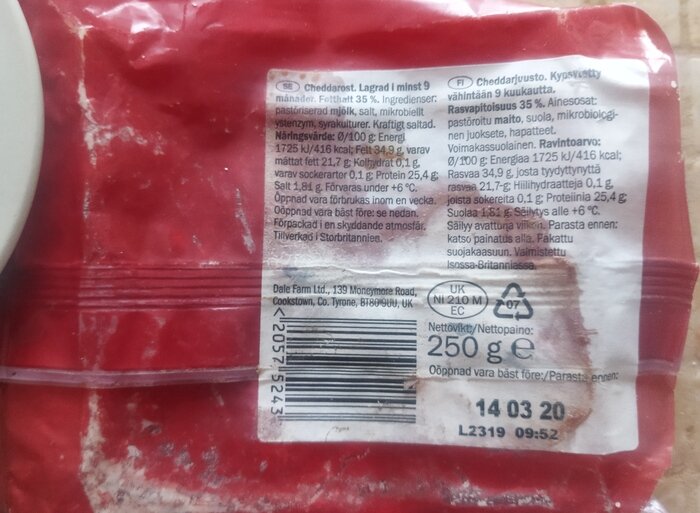 SE Cheddarost. Lagrad i minst 9
månader. Fetthalt 35 %. Ingredienser:
pastöriserad mjölk, salt, mikrobiellt
ystenzym, syrakulturer. Kraftigt saltad.
Näringsvärde: Ø/100 g: Energi
1725 kJ/416 kcal; Fett 34,9 g, varav
mättat fett 21,7 g; Kolhydrat 0,1 g,
varav sockerarter 0,1 g; Protein 25,4 g;
Salt 1,81 g. Förvaras under +6 °C.
Öppnad vara förbrukas inom en vecka.
Oöppnad vara bäst före: se nedan.
Förpackad i en skyddande atmosfär.
Tillverkad i Storbritannien.
FI Cheddarjuusto. Kypsytetty
vähintään 9 kuukautta.
Rasvapitoisuus 35 %. Ainesosat:
pastöroitu maito, suola, mikrobiologi-
nen juoksete, hapatteet.
Voimakassuolainen. Ravintoarvo:
Ø/100 g: Energiaa 1725 kJ/416 kcal;
Rasvaa 34,9 g, josta tyydyttynyttä
rasvaa 21,7 g; Hiilihydraatteja 0,1 g,
joista sokereita 0,1 g; Proteiinia 25,4 g;
Suolaa 1,81 g. Säilytys alle +6 °C.
Säilyy avattuna viikon. Parasta ennen:
katso painatus alla. Pakattu
suojakaasuun. Valmistettu
Isossa-Britanniassa.
Dale Farm Ltd., 139 Moneymore Road,
Cookstown, Co. Tyrone, BT80 9UU, UK
UK
NI 210 M
EC
07
<20575243
Nettovikt:/Nettopaino:
250 g e
Oöppnad vara bäst före:/Parasta ennen:
14 03 20
L2319 09:52